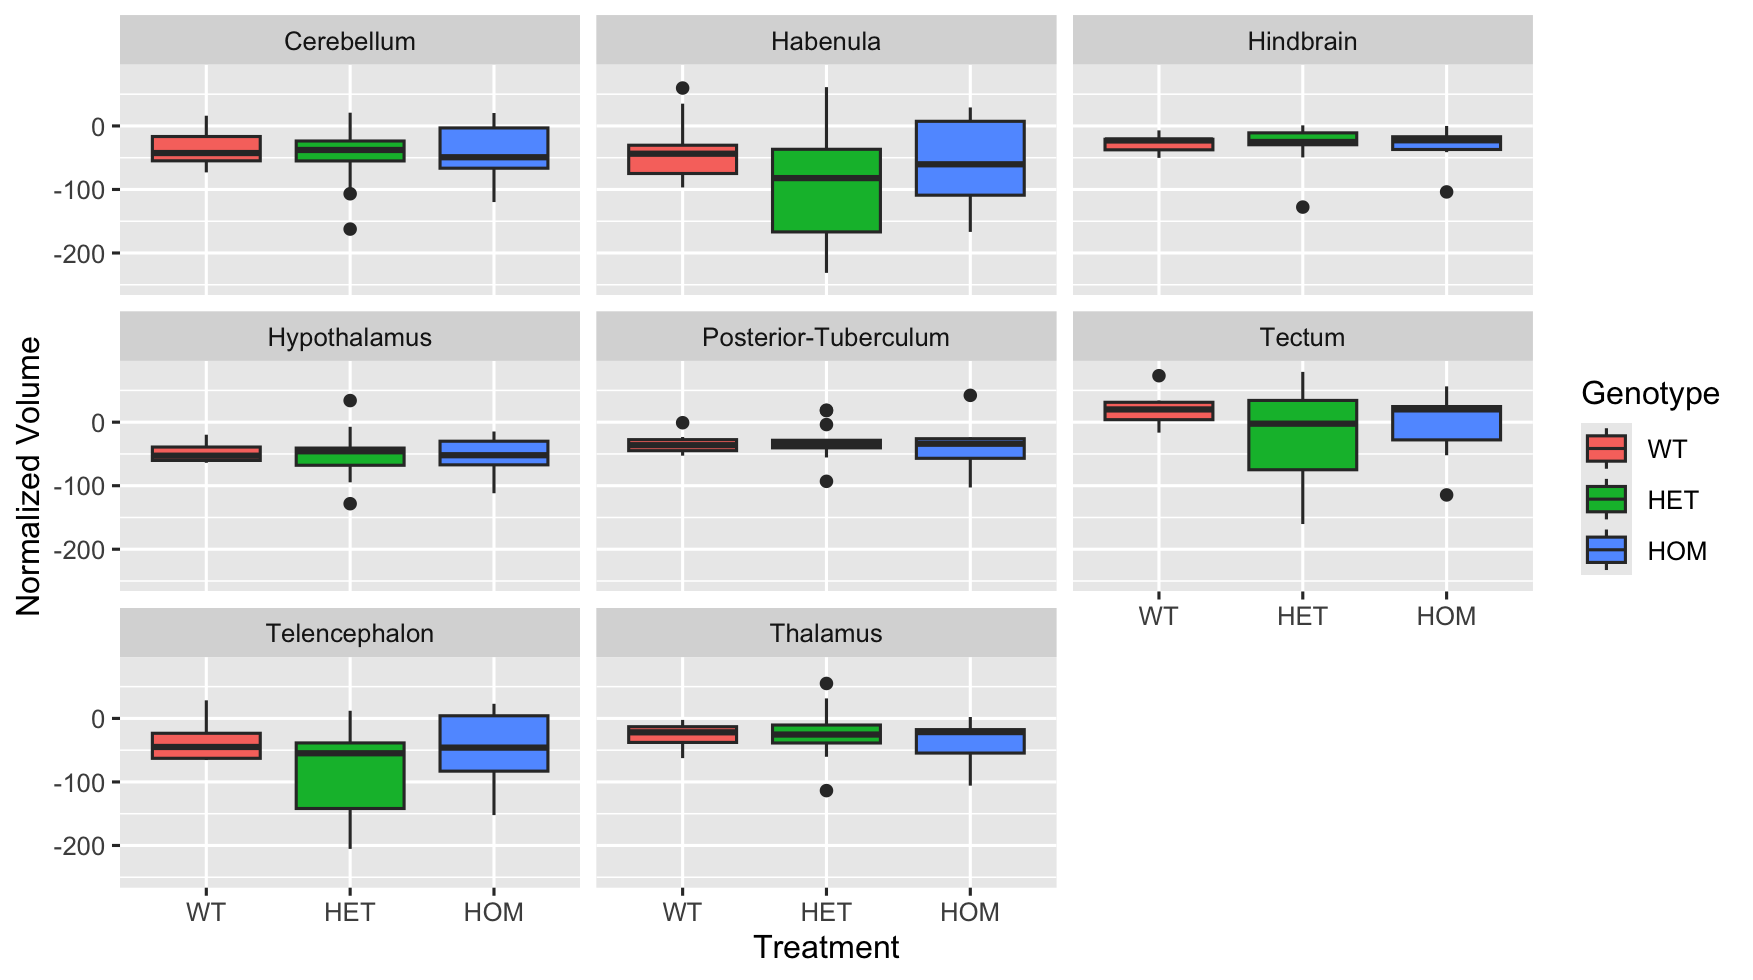 Cerebellum
Habenula
Hindbrain
0
-100
-200
Hypothalamus
Posterior-Tuberculum
Tectum
0
-100
-200
WT
HET
HOM
Telencephalon
Thalamus
0
-100
-200
WT
HET
HOM
WT
HET
HOM
Treatment
Normalized Volume
Genotype
WT
HET
HOM